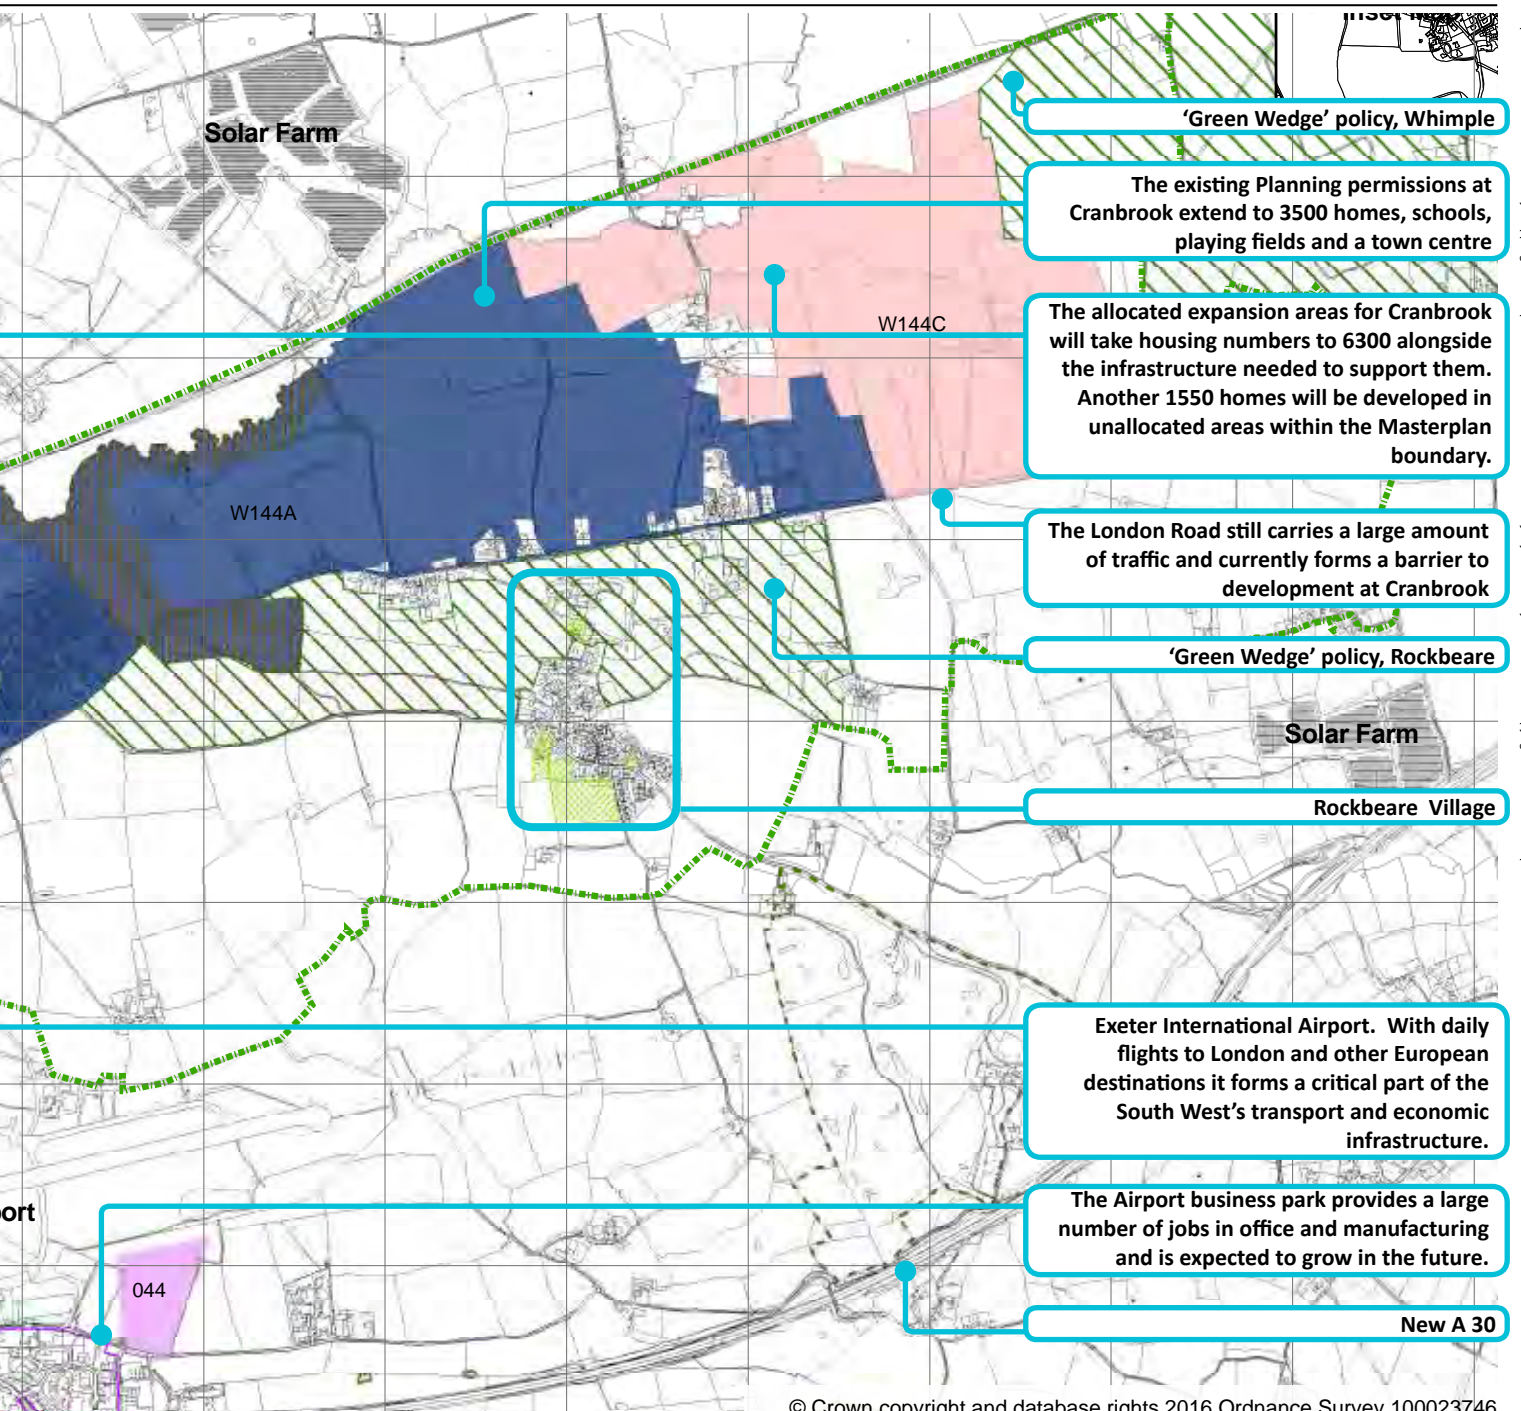 Inset Map
Solar Farm
‘Green Wedge’ policy, Whimple
The existing Planning permissions at
Cranbrook extend to 3500 homes, schools,
playing fields and a town centre
W144C
The allocated expansion areas for Cranbrook
will take housing numbers to 6300 alongside
the infrastructure needed to support them.
Another 1550 homes will be developed in
unallocated areas within the Masterplan
boundary.
W144A
The London Road still carries a large amount
of traffic and currently forms a barrier to
development at Cranbrook
‘Green Wedge’ policy, Rockbeare
Solar Farm
Rockbeare Village
Exeter International Airport. With daily
flights to London and other European
destinations it forms a critical part of the
South West’s transport and economic
infrastructure.
ort
The Airport business park provides a large
number of jobs in office and manufacturing
and is expected to grow in the future.
044
New A 30
© Crown copyright and database rights 2016 Ordnance Survey 100023746